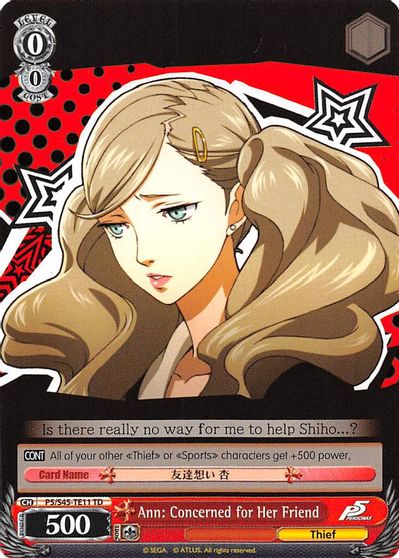 LEVEL
0
0
COST
Is there really no way for me to help Shiho...?
CONT All of your other «Thief» or «Sports» characters get +500 power,
Card Name 友達想い 杏
CH P5/S45-TE11 TD
500 Ann: Concerned for Her Friend
P5 PERSONA5
Thief
© SEGA. © ATLUS. All rights reserved.